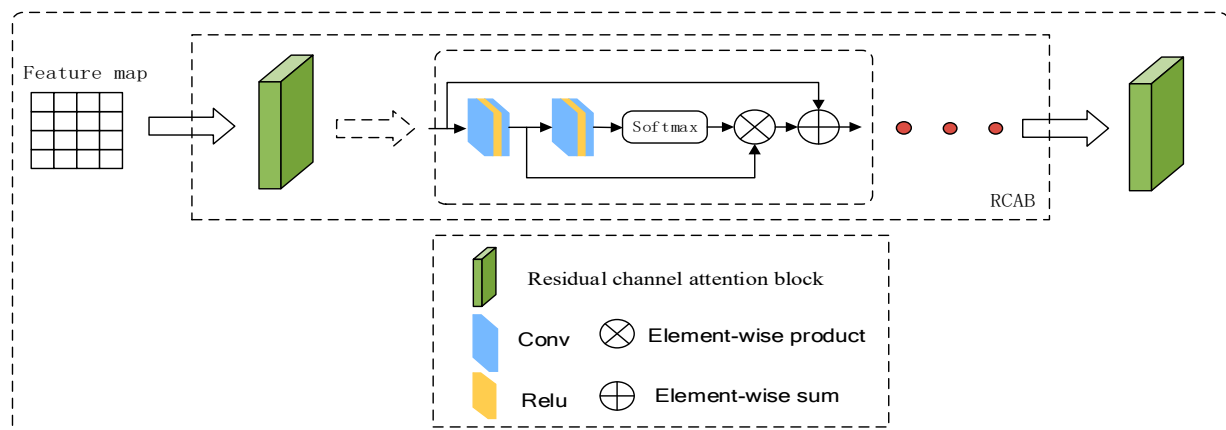 Feature map
Softmax
RCAB
Residual channel attention block
Conv
Element-wise product
Relu
Element-wise sum